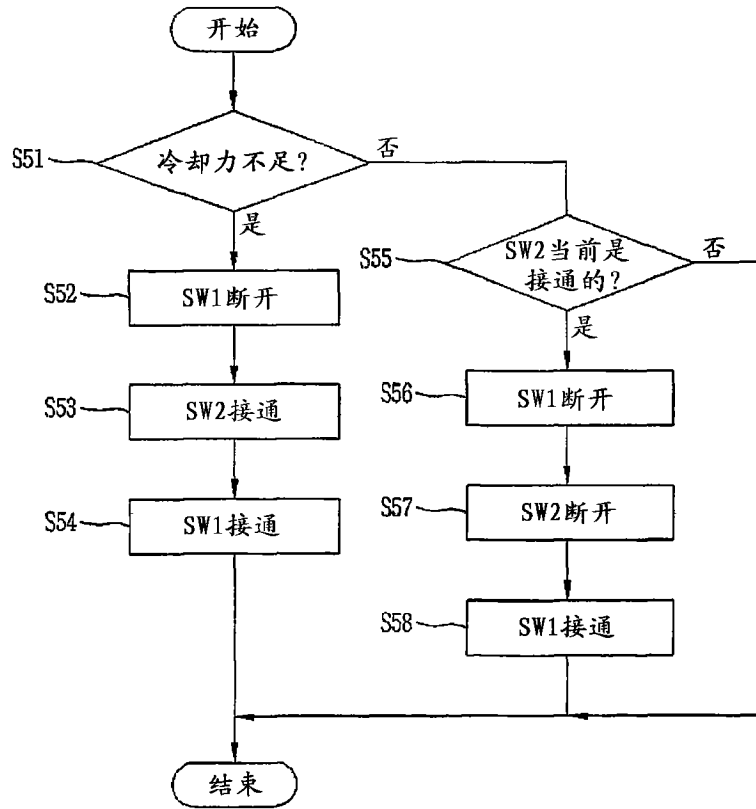 开始
S51
冷却力不足?
否
是
S55
SW2当前是
接通的?
否
是
S52
SW1断开
S53
SW2接通
S54
SW1接通
S56
SW1断开
S57
SW2断开
S58
SW1接通
结束